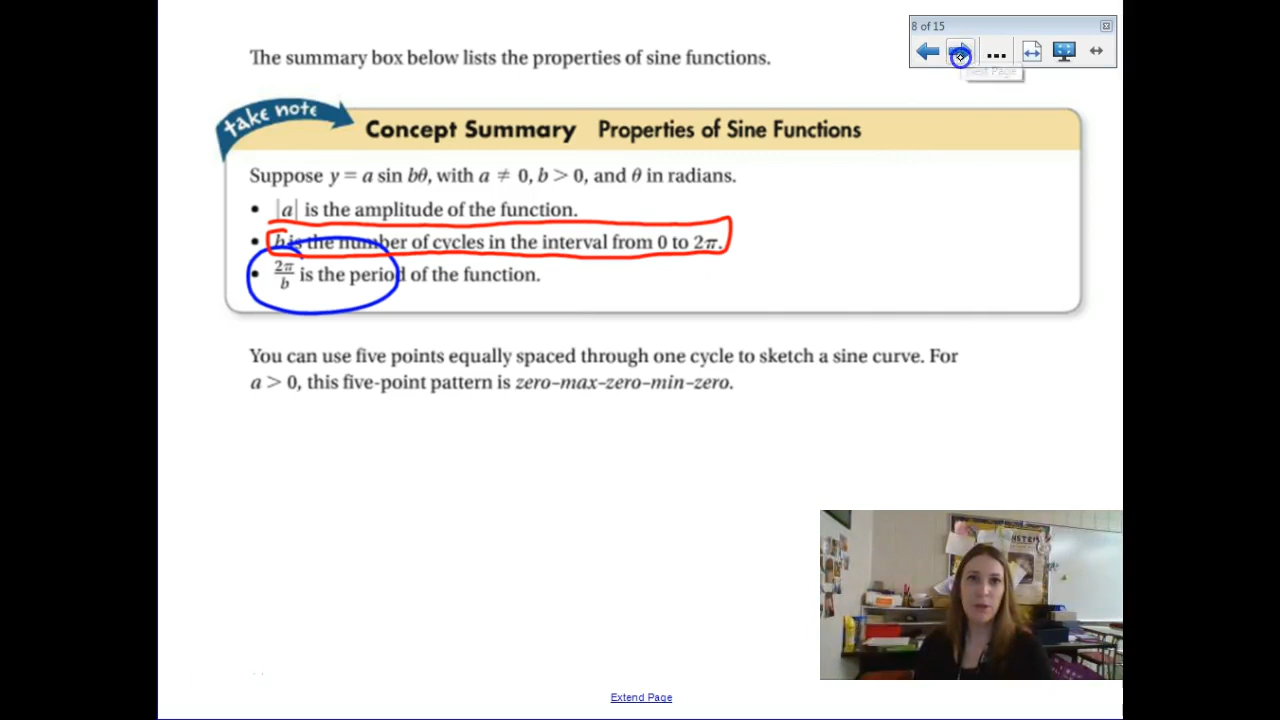 8 of 15
Next Page
The summary box below lists the properties of sine functions.
take note
Concept Summary Properties of Sine Functions
Suppose y = a sin bθ, with a ≠ 0, b > 0, and θ in radians.
• |a| is the amplitude of the function.
• b is the number of cycles in the interval from 0 to 2π.
• 2π/b is the period of the function.
You can use five points equally spaced through one cycle to sketch a sine curve. For
a > 0, this five-point pattern is zero–max–zero–min–zero.
Extend Page